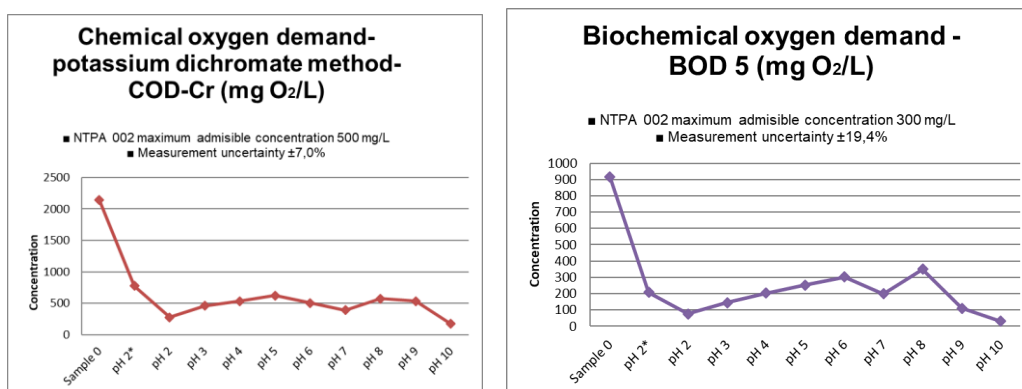 Chemical oxygen demand-
potassium dichromate method-
COD-Cr (mg O2/L)
■ NTPA 002 maximum admisible concentration 500 mg/L
■ Measurement uncertainty ±7,0%
Concentration
2500
2000
1500
1000
500
0
Sample 0
pH 2*
pH 2
pH 3
pH 4
pH 5
pH 6
pH 7
pH 8
pH 9
pH 10
Biochemical oxygen demand -
BOD 5 (mg O2/L)
■ NTPA 002 maximum admisible concentration 300 mg/L
■ Measurement uncertainty ±19,4%
Concentration
1000
900
800
700
600
500
400
300
200
100
0
Sample 0
pH 2*
pH 2
pH 3
pH 4
pH 5
pH 6
pH 7
pH 8
pH 9
pH 10